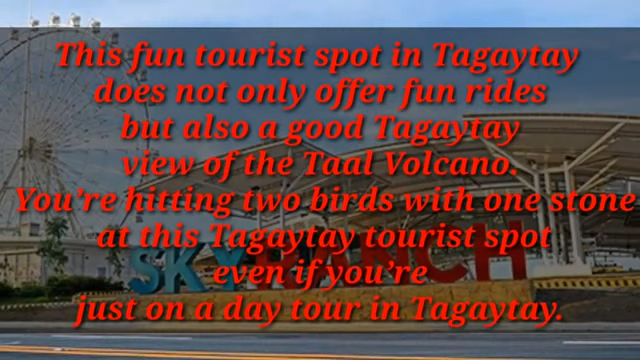 This fun tourist spot in Tagaytay
does not only offer fun rides
but also a good Tagaytay
view of the Taal Volcano.
You're hitting two birds with one stone
at this Tagaytay tourist spot
even if you're
just on a day tour in Tagaytay.
SKY RANCH